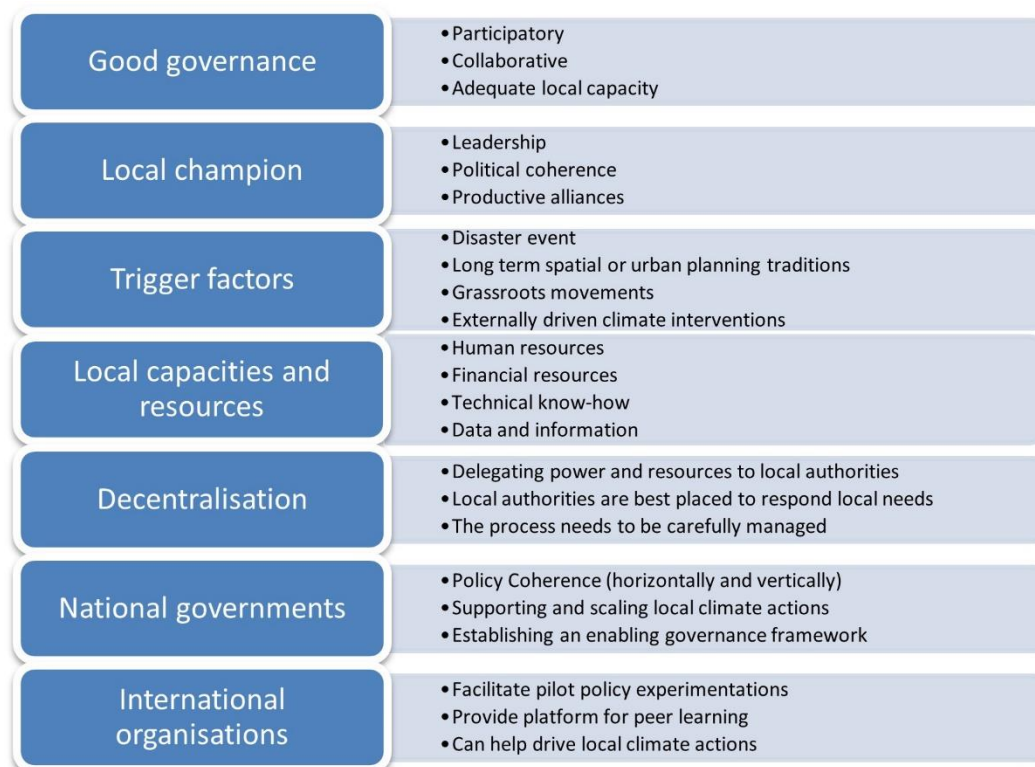 Good governance
•Participatory
•Collaborative
•Adequate local capacity
Local champion
•Leadership
•Political coherence
•Productive alliances
Trigger factors
•Disaster event
•Long term spatial or urban planning traditions
•Grassroots movements
•Externally driven climate interventions
Local capacities and
resources
•Human resources
•Financial resources
•Technical know-how
•Data and information
Decentralisation
•Delegating power and resources to local authorities
•Local authorities are best placed to respond local needs
•The process needs to be carefully managed
National governments
•Policy Coherence (horizontally and vertically)
•Supporting and scaling local climate actions
•Establishing an enabling governance framework
International
organisations
•Facilitate pilot policy experimentations
•Provide platform for peer learning
•Can help drive local climate actions